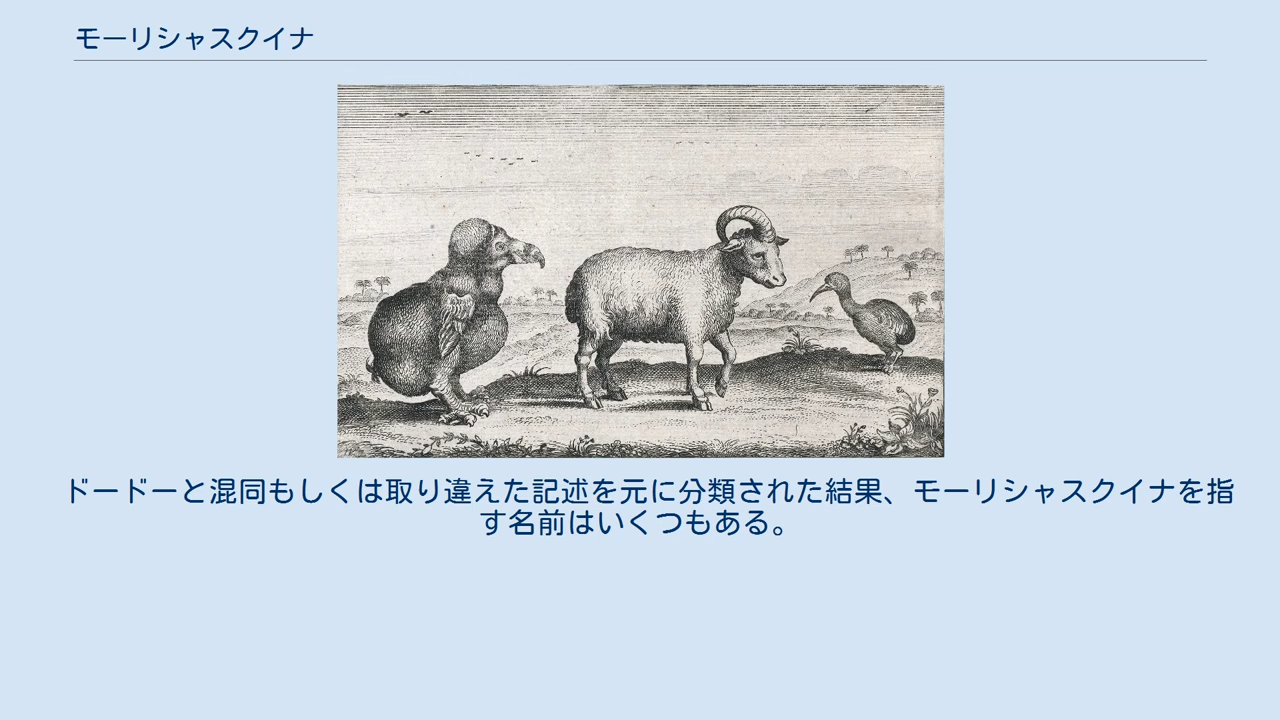 モーリシャスクイナ
ドードーと混同もしくは取り違えた記述を元に分類された結果、モーリシャスクイナを指
す名前はいくつもある。